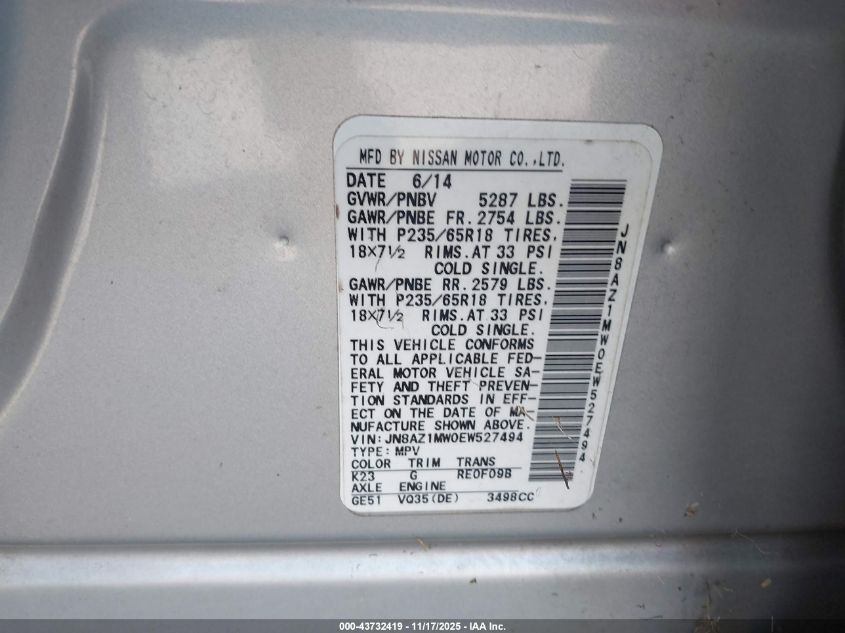 MFD BY NISSAN MOTOR CO.,LTD.
DATE 6/14
GVWR/PNBV 5287 LBS.
GAWR/PNBE FR. 2754 LBS.
WITH P235/65R18 TIRES,
18X7½ RIMS.AT 33 PSI
COLD SINGLE.
GAWR/PNBE RR. 2579 LBS.
WITH P235/65R18 TIRES,
18X7½ RIMS.AT 33 PSI
COLD SINGLE.
THIS VEHICLE CONFORMS
TO ALL APPLICABLE FED-
ERAL MOTOR VEHICLE SA-
FETY AND THEFT PREVEN-
TION STANDARDS IN EFF-
ECT ON THE DATE OF MA-
NUFACTURE SHOWN ABOVE.
VIN:JN8AZ1MW0EW527494
TYPE:MPV
COLOR TRIM TRANS
K23 G RE0F09B
AXLE ENGINE
GE51 VQ35(DE) 3498CC
JN8AZ1MW0EW527494
000-43732419 - 11/17/2025 - IAA Inc.